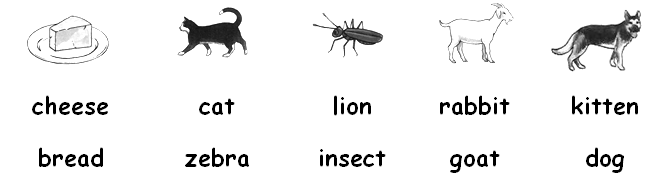 cheese cat lion rabbit kitten
bread zebra insect goat dog